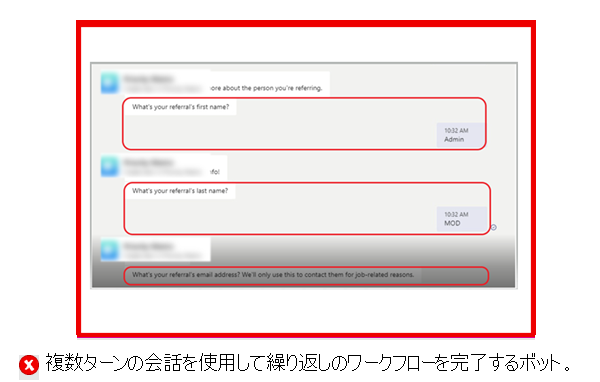 ore about the person you're referring.
What's your referral's first name?
10:32 AM
Admin
nfo!
What's your referral's last name?
10:32 AM
MOD
What's your referral's email address? We'll only use this to contact them for job-related reasons.
複数ターンの会話を使用して繰り返しのワークフローを完了するボット。